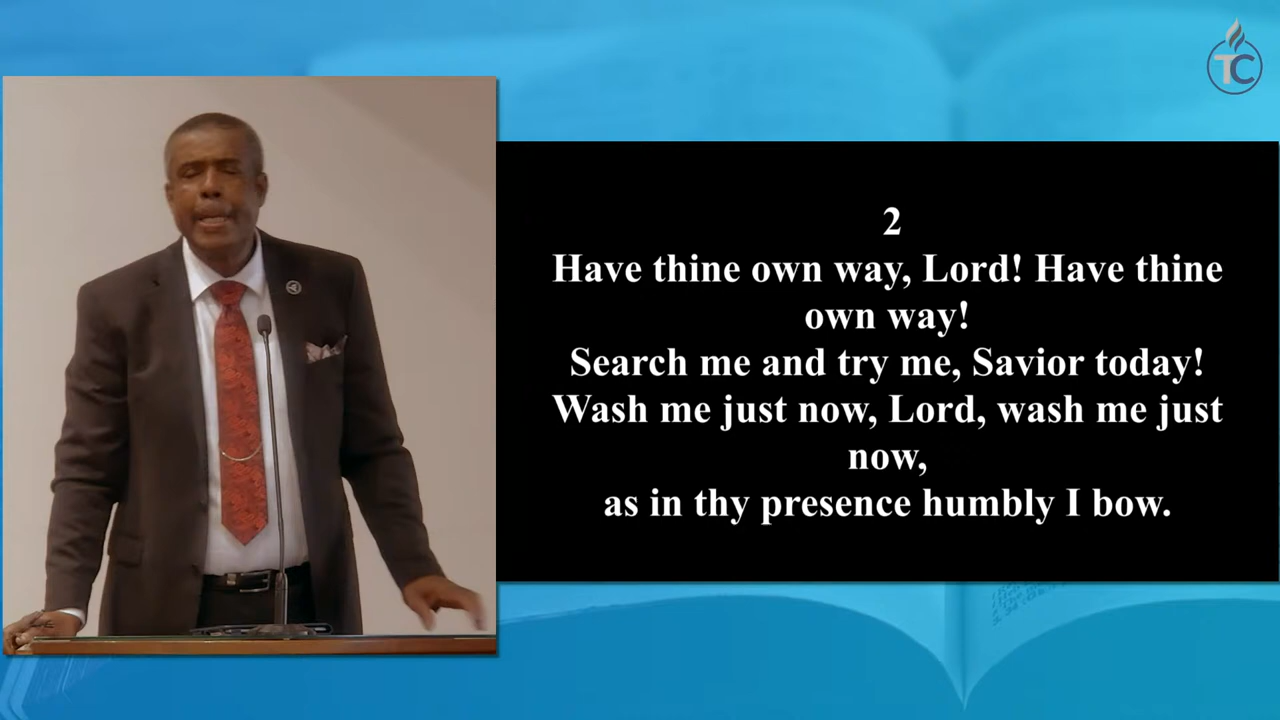 TC
2
Have thine own way, Lord! Have thine
own way!
Search me and try me, Savior today!
Wash me just now, Lord, wash me just
now,
as in thy presence humbly I bow.